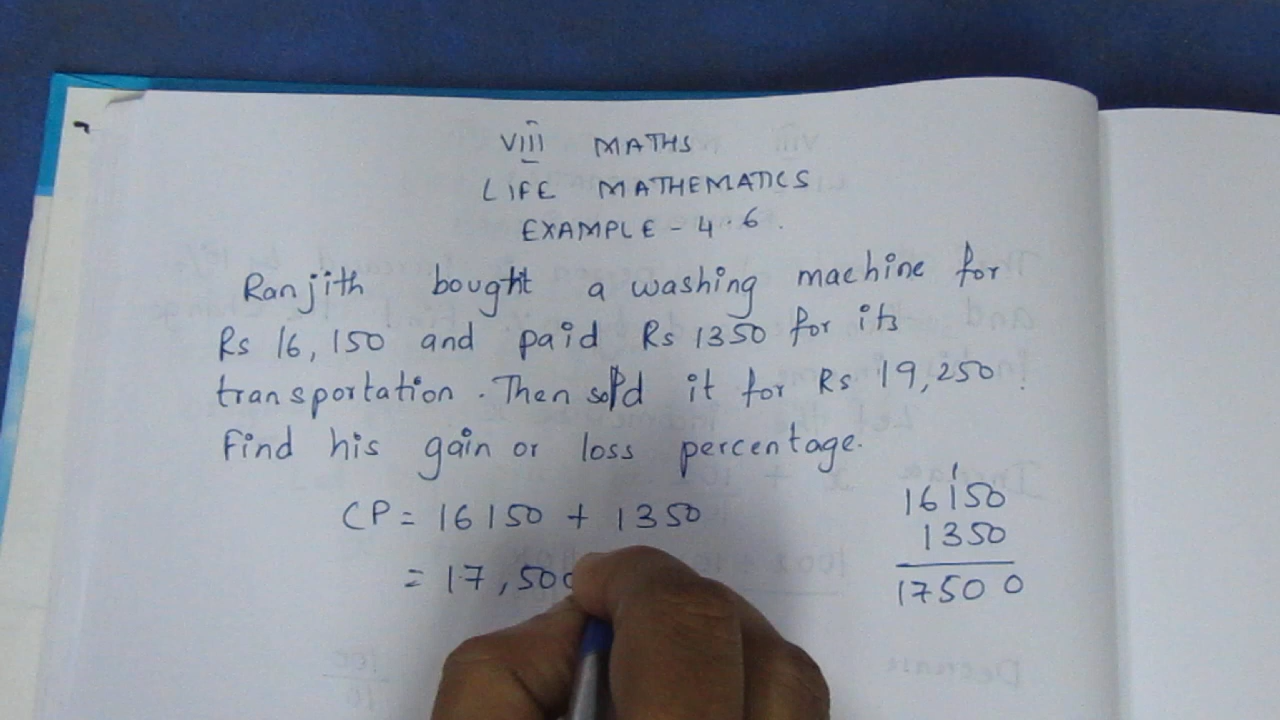 VIII MATHS
LIFE MATHEMATICS
EXAMPLE - 4.6.
Ranjith bought a washing machine for
Rs 16,150 and paid Rs 1350 for its
transportation. Then sold it for Rs 19,250.
Find his gain or loss percentage.
CP = 16150 + 1350
= 17,500
1
16150
1350
17500